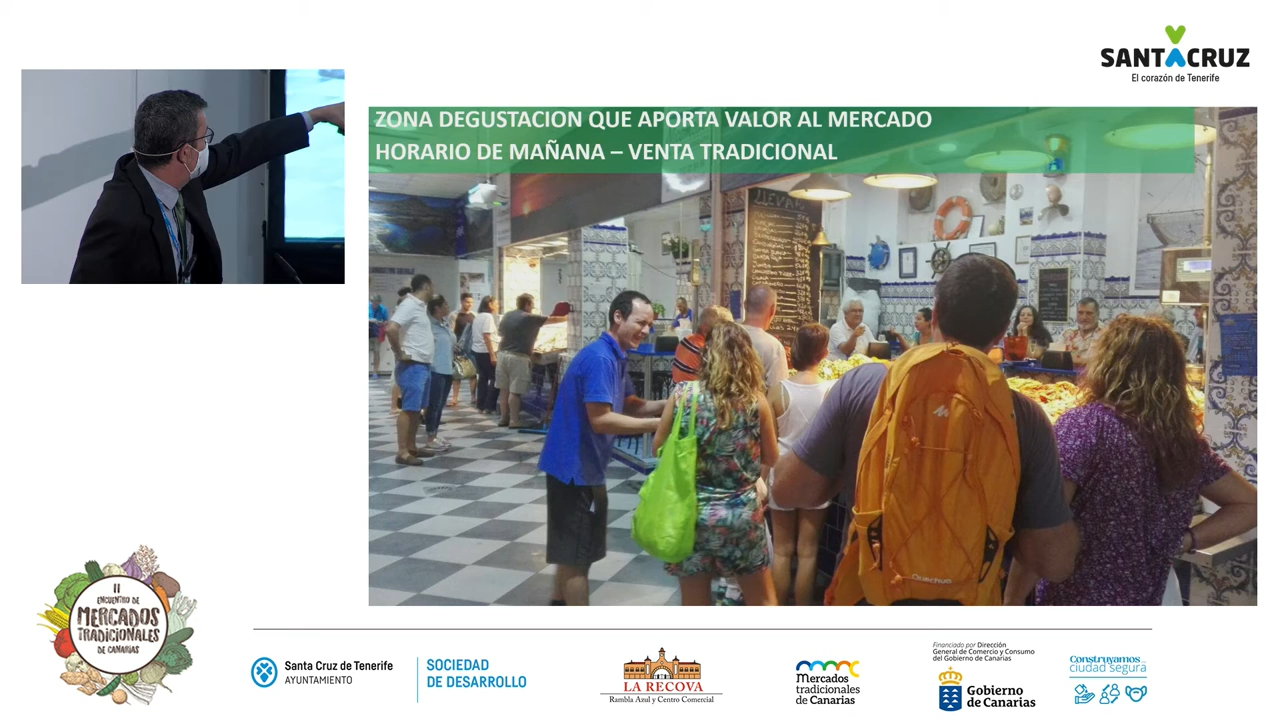 SANTACRUZ
El corazón de Tenerife
ZONA DEGUSTACION QUE APORTA VALOR AL MERCADO
HORARIO DE MAÑANA – VENTA TRADICIONAL
Quechua
II
ENCUENTRO DE
MERCADOS
TRADICIONALES
DE CANARIAS
Santa Cruz de Tenerife
AYUNTAMIENTO
SOCIEDAD
DE DESARROLLO
LA RECOVA
Rambla Azul y Centro Comercial
Mercados
tradicionales
de Canarias
Financiado por Dirección
General de Comercio y Consumo
del Gobierno de Canarias
Gobierno
de Canarias
Construyamos
ciudad segura